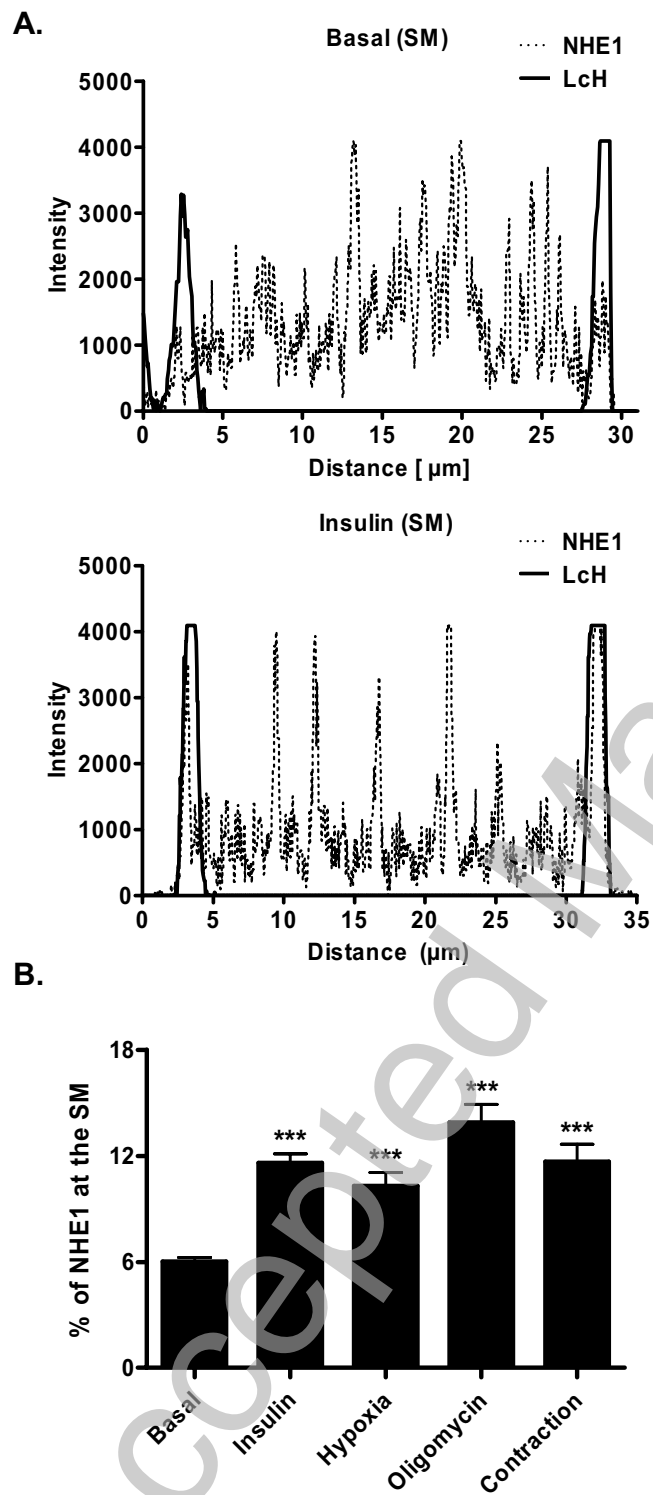 A.
Basal (SM)
NHE1
LcH
5000
4000
3000
2000
1000
0
Intensity
0 5 10 15 20 25 30
Distance [ µm]
Insulin (SM)
NHE1
LcH
5000
4000
3000
2000
1000
0
Intensity
0 5 10 15 20 25 30 35
Distance (µm)
B.
18
12
6
0
% of NHE1 at the SM
***
***
***
***
Basal
Insulin
Hypoxia
Oligomycin
Contraction
ccepted Ma